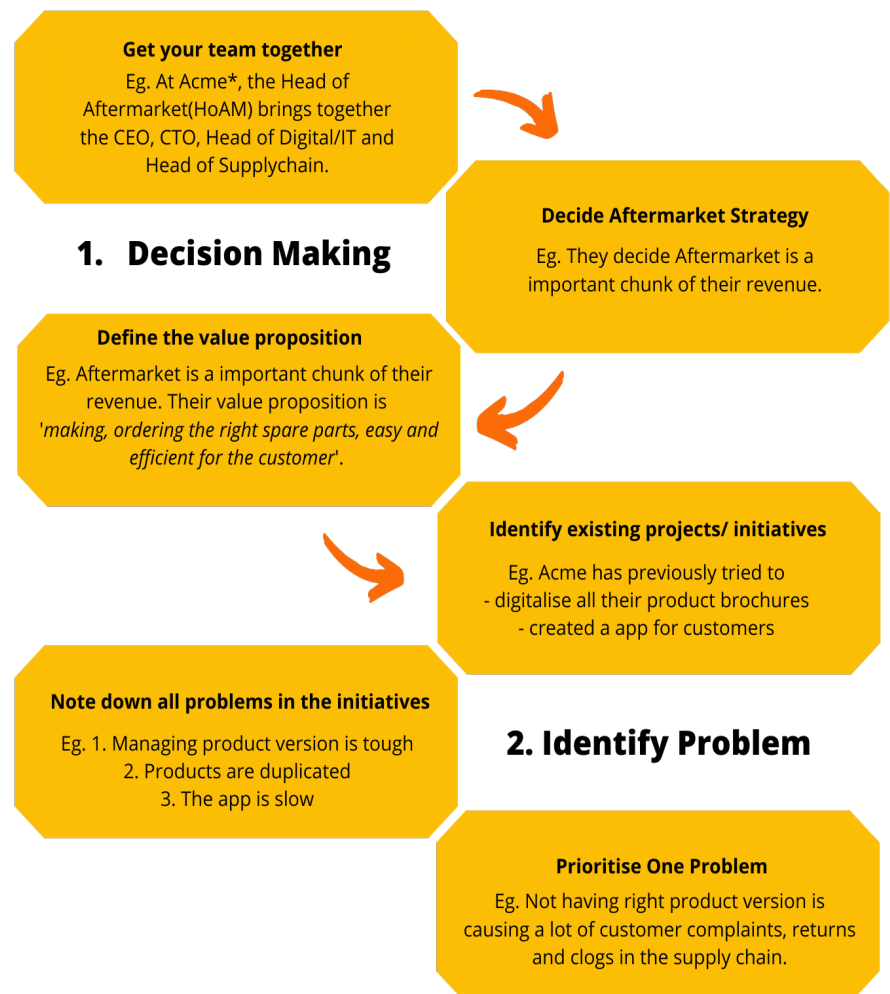 Get your team together
Eg. At Acme*, the Head of
Aftermarket(HoAM) brings together
the CEO, CTO, Head of Digital/IT and
Head of Supplychain.
Decide Aftermarket Strategy
Eg. They decide Aftermarket is a
important chunk of their revenue.
1. Decision Making
Define the value proposition
Eg. Aftermarket is a important chunk of their
revenue. Their value proposition is
'making, ordering the right spare parts, easy and
efficient for the customer'.
Identify existing projects/ initiatives
Eg. Acme has previously tried to
- digitalise all their product brochures
- created a app for customers
Note down all problems in the initiatives
Eg. 1. Managing product version is tough
2. Products are duplicated
3. The app is slow
2. Identify Problem
Prioritise One Problem
Eg. Not having right product version is
causing a lot of customer complaints, returns
and clogs in the supply chain.